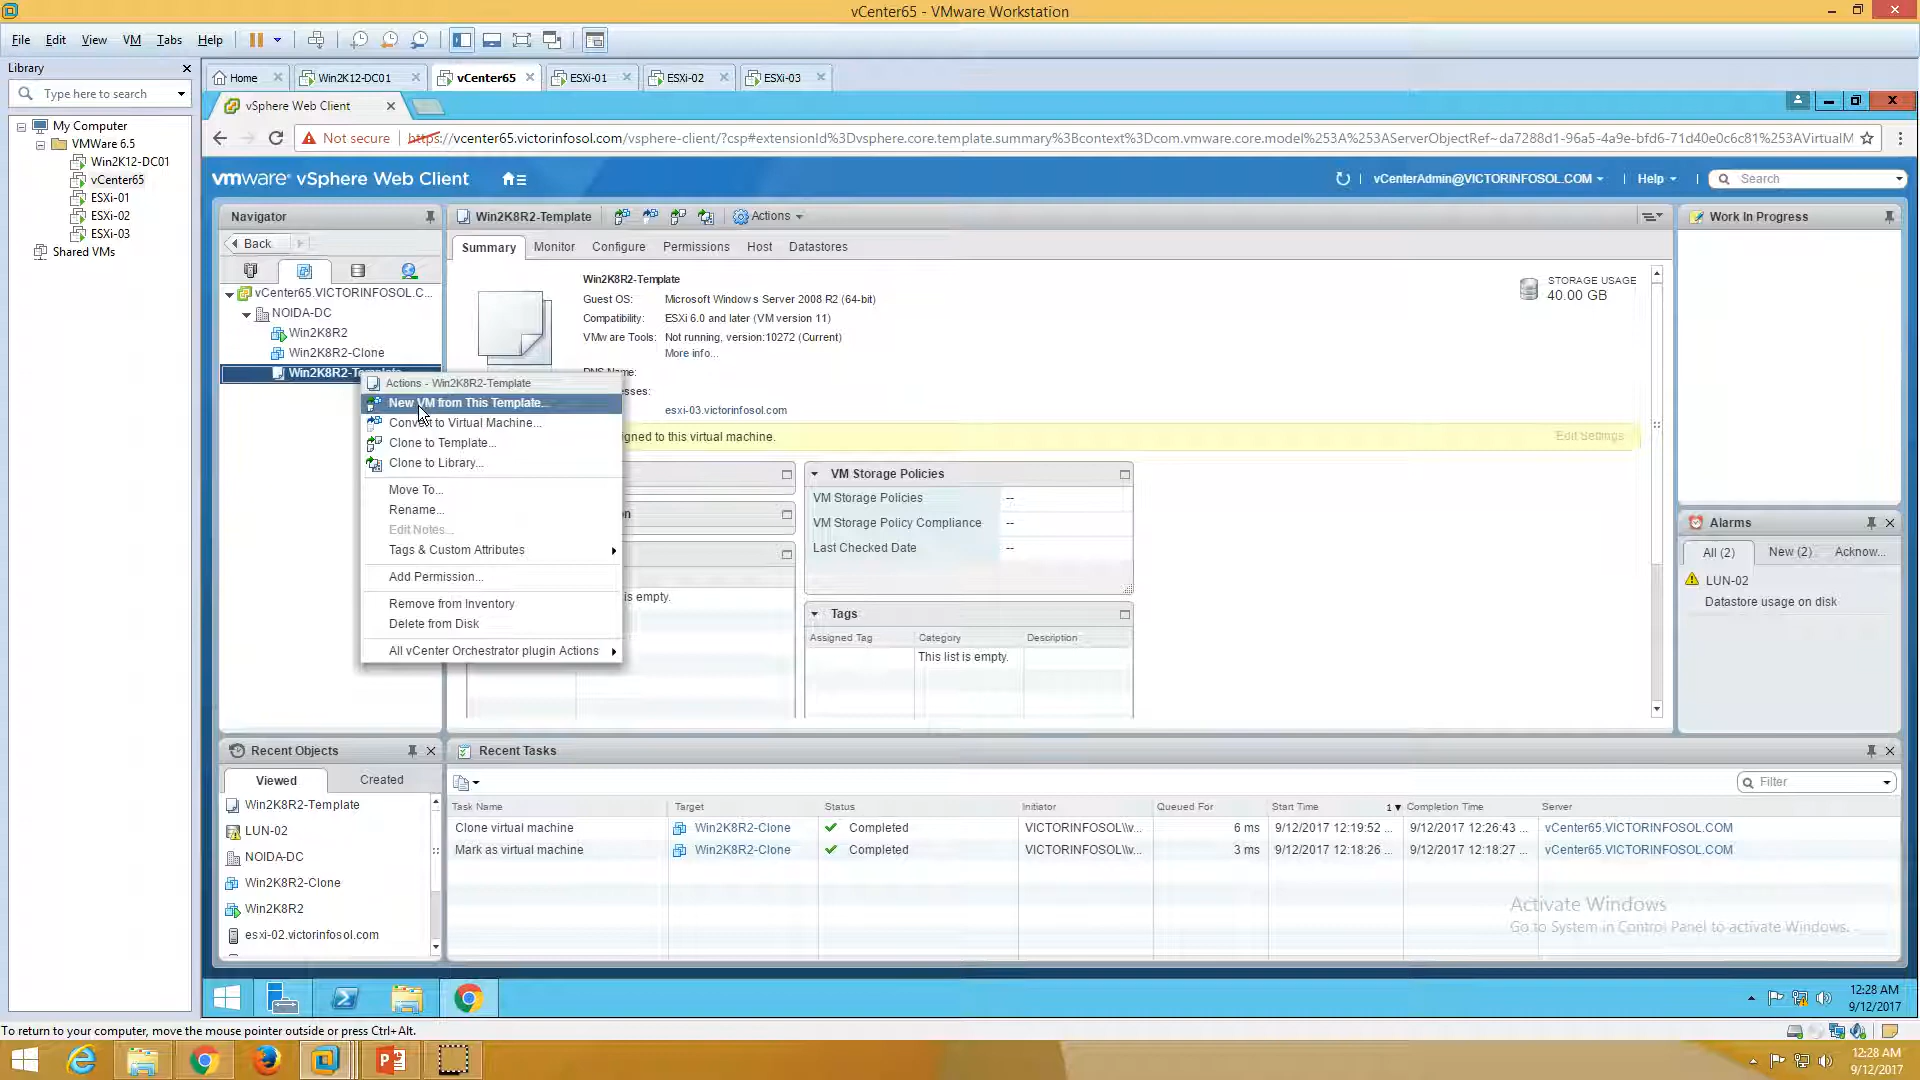 vCenter65 - VMware Workstation
File Edit View VM Tabs Help
Library
Type here to search
My Computer
VMWare 6.5
Win2K12-DC01
vCenter65
ESXi-01
ESXi-02
ESXi-03
Shared VMs
Home Win2K12-DC01 vCenter65 ESXi-01 ESXi-02 ESXi-03
vSphere Web Client
Not secure https://vcenter65.victorinfosol.com/vsphere-client/?csp#extensionId%3Dvsphere.core.template.summary%3Bcontext%3Dcom.vmware.core.model%253A%253AServerObjectRef~da7288d1-96a5-4a9e-bfd6-71d40e0c6c81%253AVirtualM
vmware® vSphere Web Client
vCenterAdmin@VICTORINFOSOL.COM Help Search
Navigator
Back
vCenter65.VICTORINFOSOL.C...
NOIDA-DC
Win2K8R2
Win2K8R2-Clone
Win2K8R2-Template
Win2K8R2-Template Actions
Summary Monitor Configure Permissions Host Datastores
Win2K8R2-Template
Guest OS: Microsoft Windows Server 2008 R2 (64-bit)
Compatibility: ESXi 6.0 and later (VM version 11)
VMware Tools: Not running, version:10272 (Current)
More info...
DNS Name:
esses:
esxi-03.victorinfosol.com
STORAGE USAGE
40.00 GB
gned to this virtual machine. Edit Settings
Actions - Win2K8R2-Template
New VM from This Template...
Convert to Virtual Machine...
Clone to Template...
Clone to Library...
Move To...
Rename...
Edit Notes...
Tags & Custom Attributes
Add Permission...
Remove from Inventory
Delete from Disk
All vCenter Orchestrator plugin Actions
n
is empty.
VM Storage Policies
VM Storage Policies --
VM Storage Policy Compliance --
Last Checked Date --
Tags
Assigned Tag Category Description
This list is empty.
Work In Progress
Alarms
All (2) New (2) Acknow...
LUN-02
Datastore usage on disk
Recent Objects
Viewed Created
Win2K8R2-Template
LUN-02
NOIDA-DC
Win2K8R2-Clone
Win2K8R2
esxi-02.victorinfosol.com
Recent Tasks
Filter
Task Name Target Status Initiator Queued For Start Time 1 Completion Time Server
Clone virtual machine Win2K8R2-Clone Completed VICTORINFOSOL\\v... 6 ms 9/12/2017 12:19:52 ... 9/12/2017 12:26:43 ... vCenter65.VICTORINFOSOL.COM
Mark as virtual machine Win2K8R2-Clone Completed VICTORINFOSOL\\v... 3 ms 9/12/2017 12:18:26 ... 9/12/2017 12:18:27 ... vCenter65.VICTORINFOSOL.COM
Activate Windows
Go to System in Control Panel to activate Windows.
12:28 AM
9/12/2017
To return to your computer, move the mouse pointer outside or press Ctrl+Alt.
12:28 AM
9/12/2017